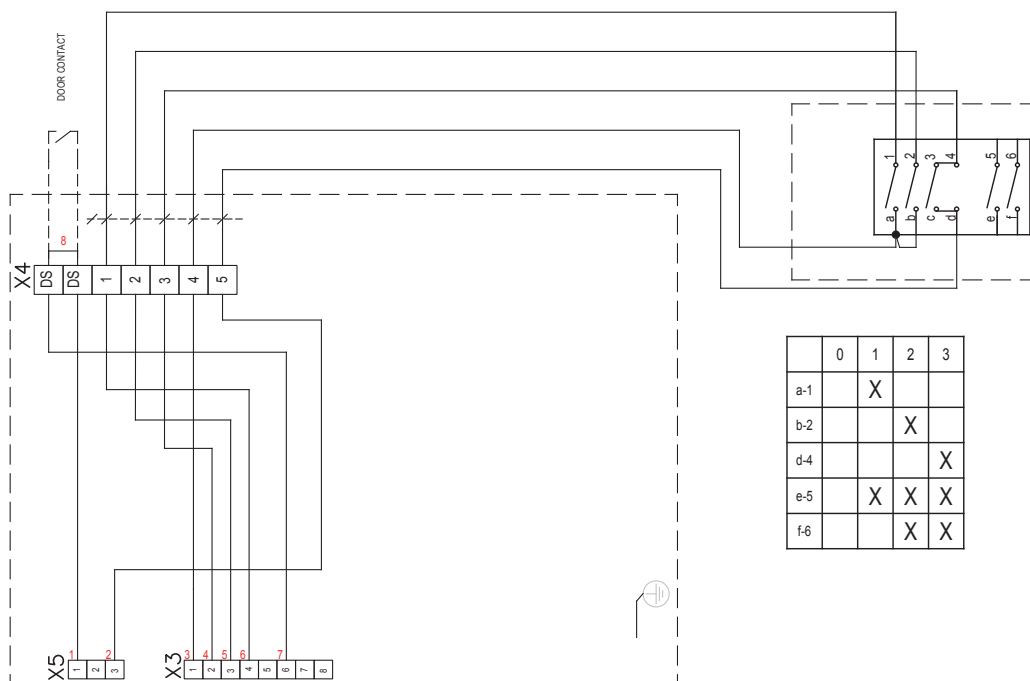 DOOR CONTACT
1 2 3 4 5 6
a b c d e f
8
X4 DS DS 1 2 3 4 5
0 1 2 3
a-1 X
b-2 X
d-4 X
e-5 X X X
f-6 X X
1 2
X5 1 2 3
3 4 5 6 7
X3 1 2 3 4 5 6 7 8